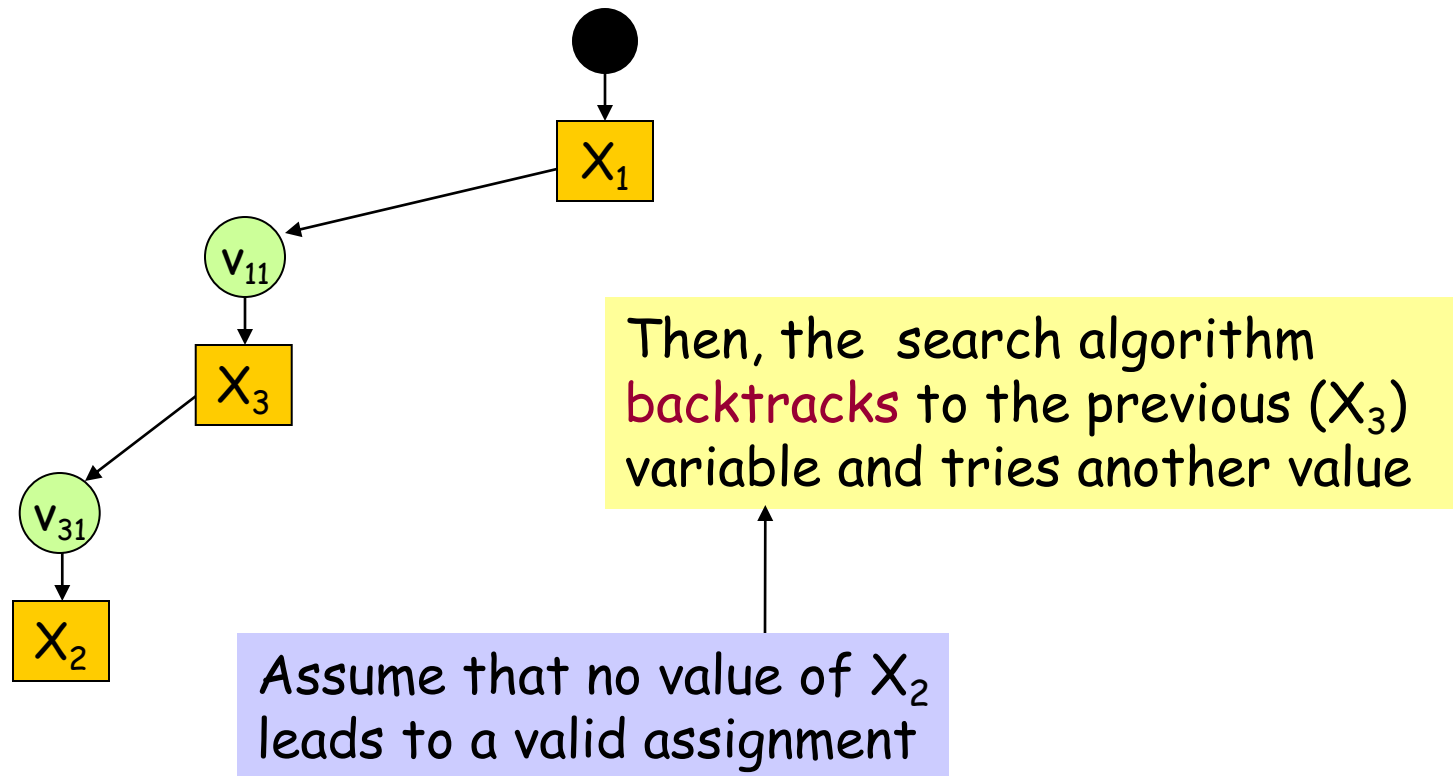 X₁
v₁₁
X₃
v₃₁
X₂
Then, the search algorithm
backtracks to the previous (X₃)
variable and tries another value
Assume that no value of X₂
leads to a valid assignment